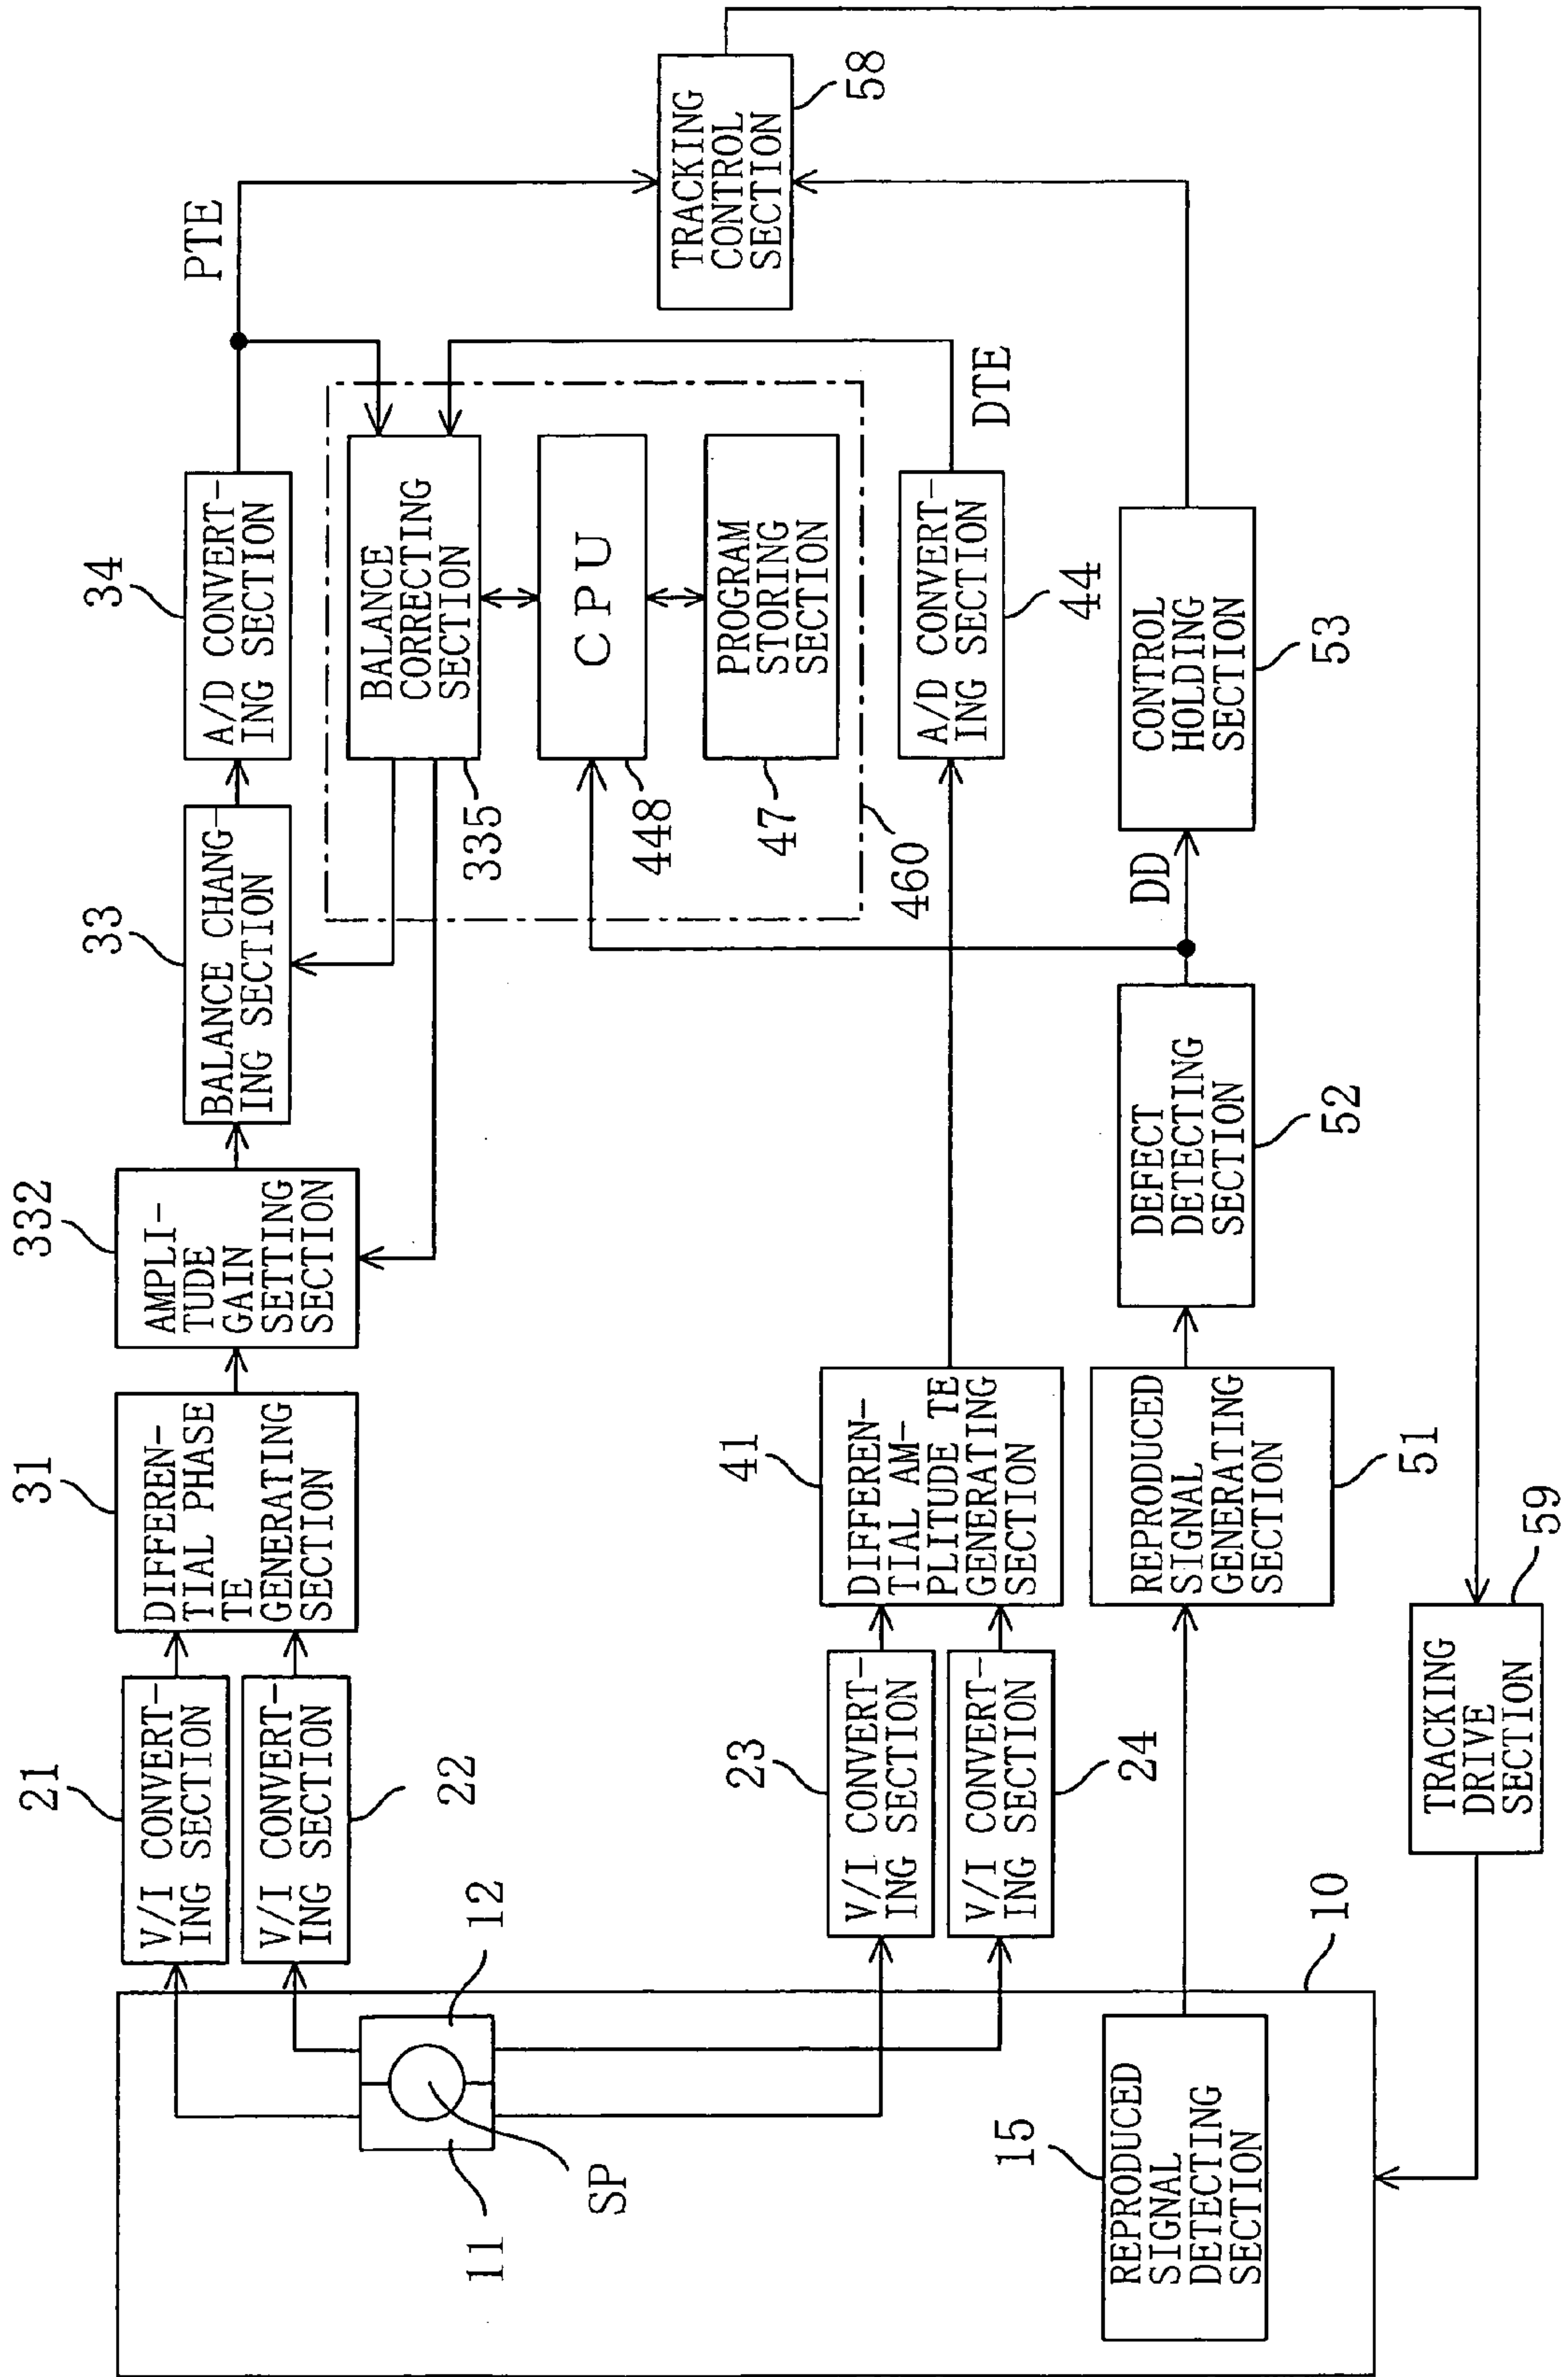 10
11
12
SP
15
REPRODUCED
SIGNAL
DETECTING
SECTION
21
V/I CONVERT-
ING SECTION
V/I CONVERT-
ING SECTION
22
31
DIFFEREN-
TIAL PHASE
TE
GENERATING
SECTION
332
AMPLI-
TUDE
GAIN
SETTING
SECTION
33
BALANCE CHANG-
ING SECTION
34
A/D CONVERT-
ING SECTION
PTE
BALANCE
CORRECTING
SECTION
335
CPU
448
PROGRAM
STORING
SECTION
47
460
23
V/I CONVERT-
ING SECTION
V/I CONVERT-
ING SECTION
24
41
DIFFEREN-
TIAL AM-
PLITUDE TE
GENERATING
SECTION
A/D CONVERT-
ING SECTION
44
DTE
REPRODUCED
SIGNAL
GENERATING
SECTION
51
DEFECT
DETECTING
SECTION
52
DD
CONTROL
HOLDING
SECTION
53
TRACKING
CONTROL
SECTION
58
TRACKING
DRIVE
SECTION
59